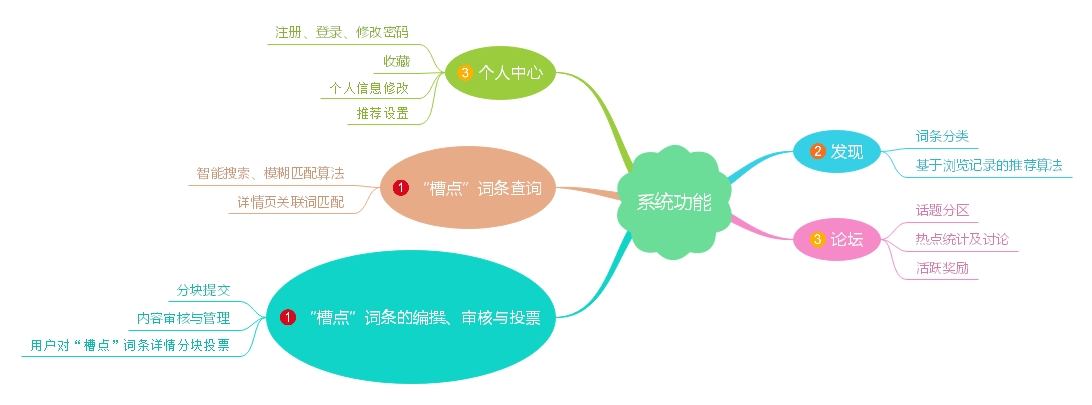 注册、登录、修改密码
收藏
个人信息修改
推荐设置
3 个人中心
智能搜索、模糊匹配算法
详情页关联词匹配
1 “槽点”词条查询
分块提交
内容审核与管理
用户对“槽点”词条详情分块投票
1 “槽点”词条的编撰、审核与投票
系统功能
2 发现
词条分类
基于浏览记录的推荐算法
3 论坛
话题分区
热点统计及讨论
活跃奖励